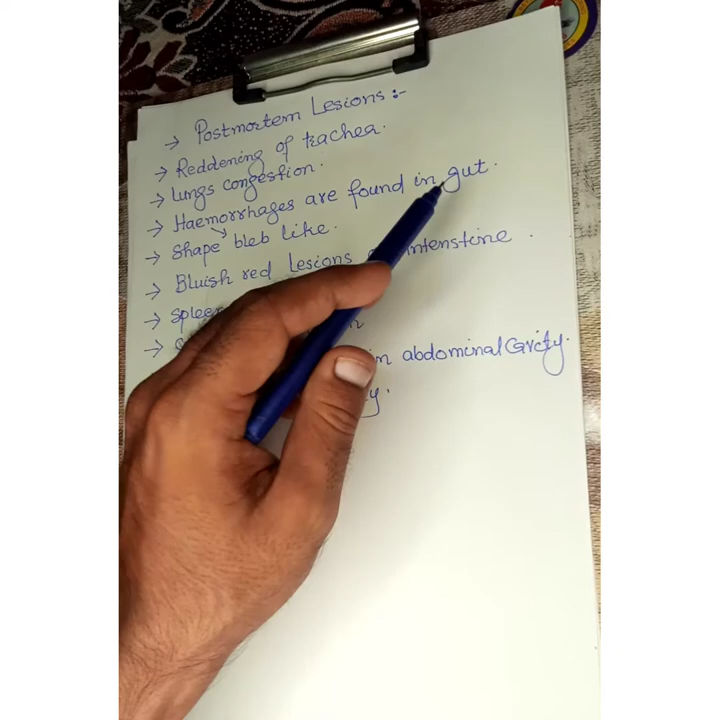 → Postmortem Lesions :-
→ Reddening of trachea.
→ Lungs congestion.
→ Haemorrhages are found in gut.
→ Shape bleb like.
→ Bluish red Lesions intenstine.
→ Spleen
→
in abdominal Cavity.